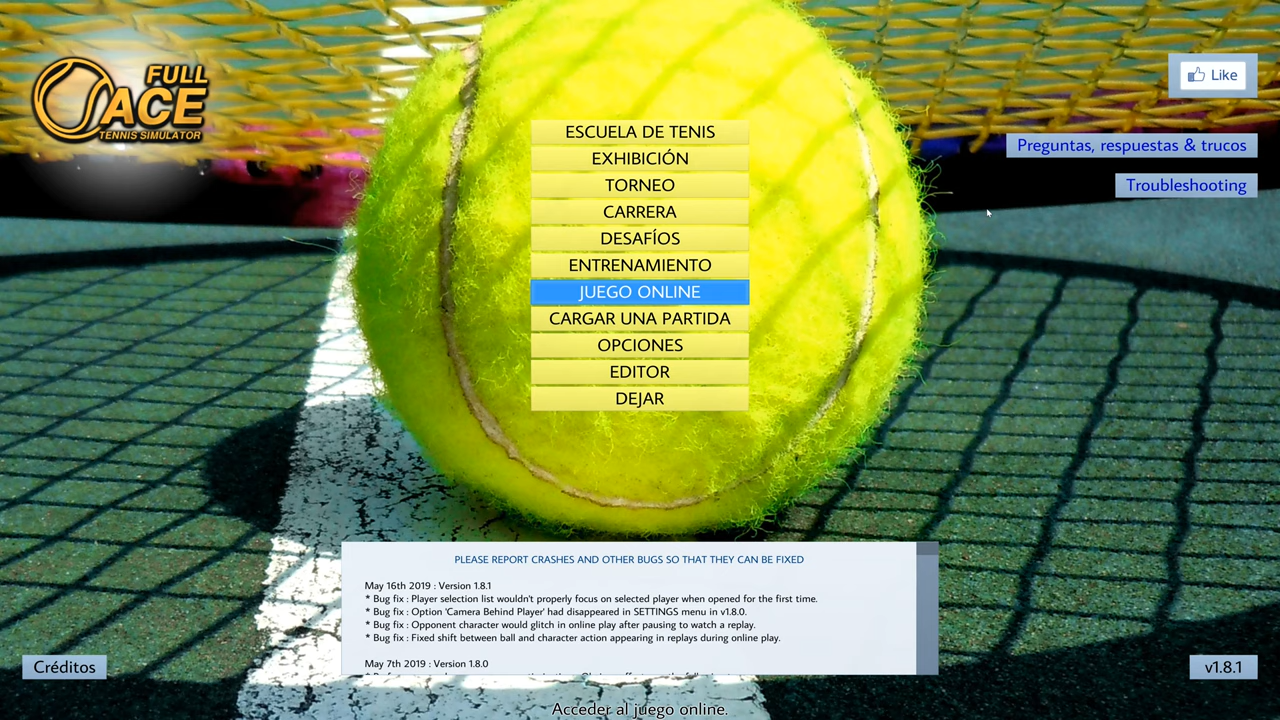 FULL
ACE
TENNIS SIMULATOR
Like
Preguntas, respuestas & trucos
Troubleshooting
ESCUELA DE TENIS
EXHIBICIÓN
TORNEO
CARRERA
DESAFÍOS
ENTRENAMIENTO
JUEGO ONLINE
CARGAR UNA PARTIDA
OPCIONES
EDITOR
DEJAR
PLEASE REPORT CRASHES AND OTHER BUGS SO THAT THEY CAN BE FIXED
May 16th 2019 : Version 1.8.1
* Bug fix : Player selection list wouldn't properly focus on selected player when opened for the first time.
* Bug fix : Option 'Camera Behind Player' had disappeared in SETTINGS menu in v1.8.0.
* Bug fix : Opponent character would glitch in online play after pausing to watch a replay.
* Bug fix : Fixed shift between ball and character action appearing in replays during online play.
May 7th 2019 : Version 1.8.0
Créditos
v1.8.1
Acceder al juego online.